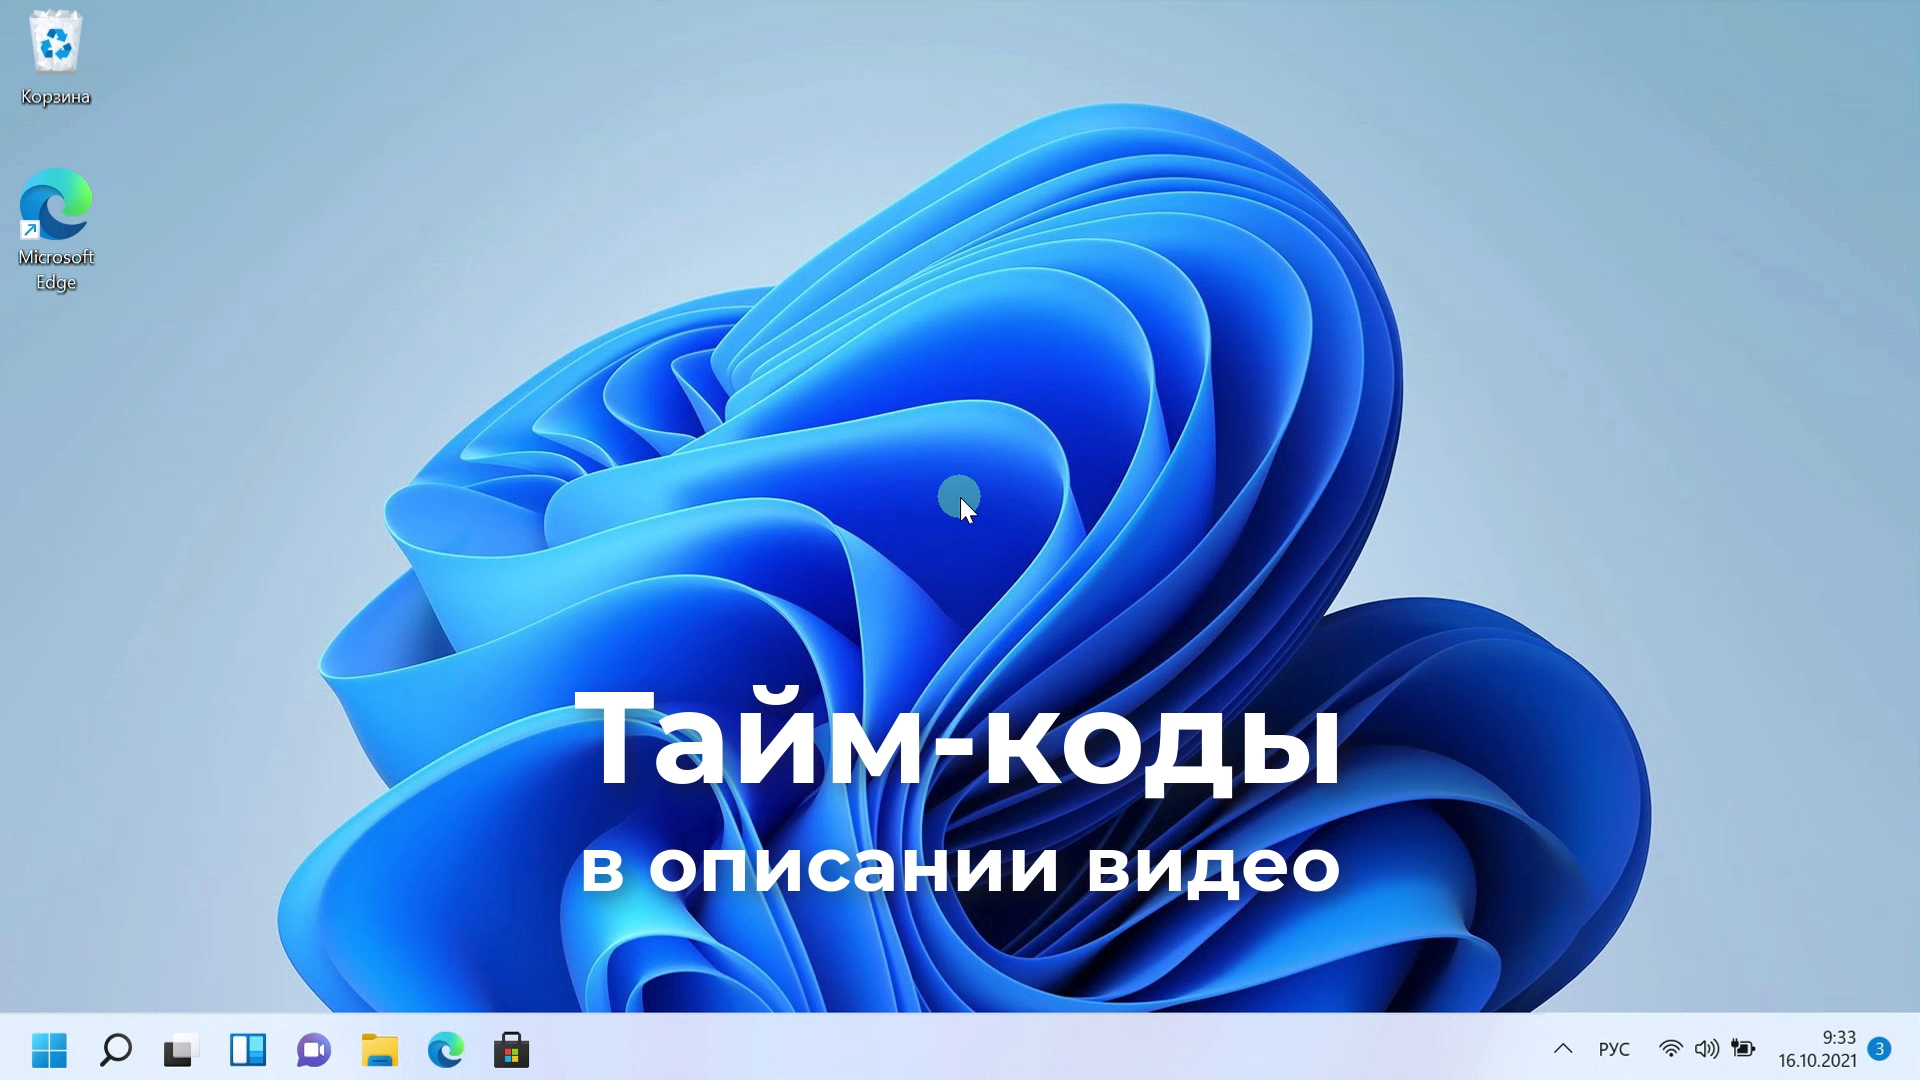 Корзина
Microsoft
Edge
Тайм-коды
в описании видео
РУС
9:33
16.10.2021
3